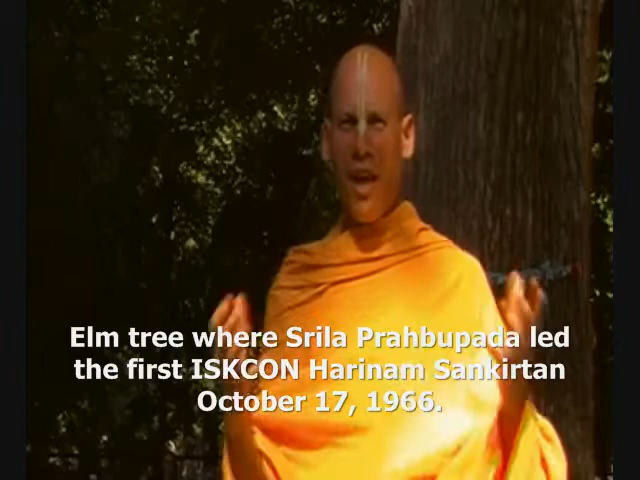 Elm tree where Srila Prahbupada led
the first ISKCON Harinam Sankirtan
October 17, 1966.